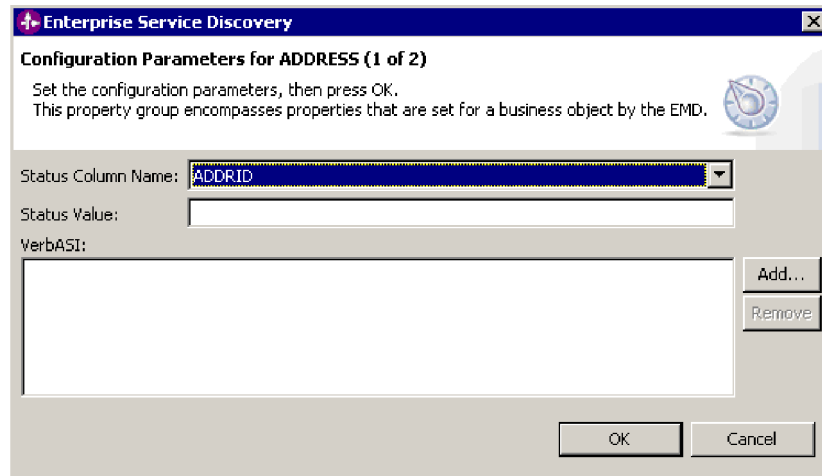 Enterprise Service Discovery
Configuration Parameters for ADDRESS (1 of 2)
Set the configuration parameters, then press OK.
This property group encompasses properties that are set for a business object by the EMD.
Status Column Name: ADDRID
Status Value:
VerbASI:
Add...
Remove
OK Cancel